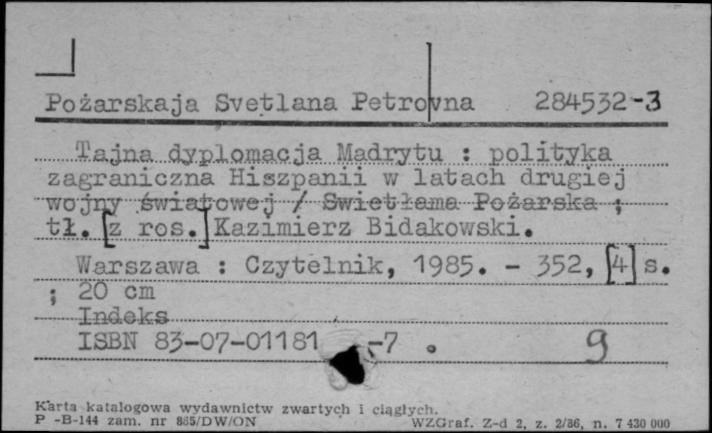 Pożarskaja Svetlana Petrovna 284532-3
Tajna dyplomacja Madrytu : polityka
zagraniczna Hiszpanii w latach drugiej
wojny światowej / Swietłama Pożarska ;
tł. [z ros.] Kazimierz Bidakowski.
Warszawa : Czytelnik, 1985. - 352, [4] s.
; 20 cm
Indeks
ISBN 83-07-01181 -7 . 9
Karta katalogowa wydawnictw zwartych i ciągłych.
P -B-144 zam. nr 885/DW/ON WZGraf. Z-d 2, z. 2/86, n. 7 430 000